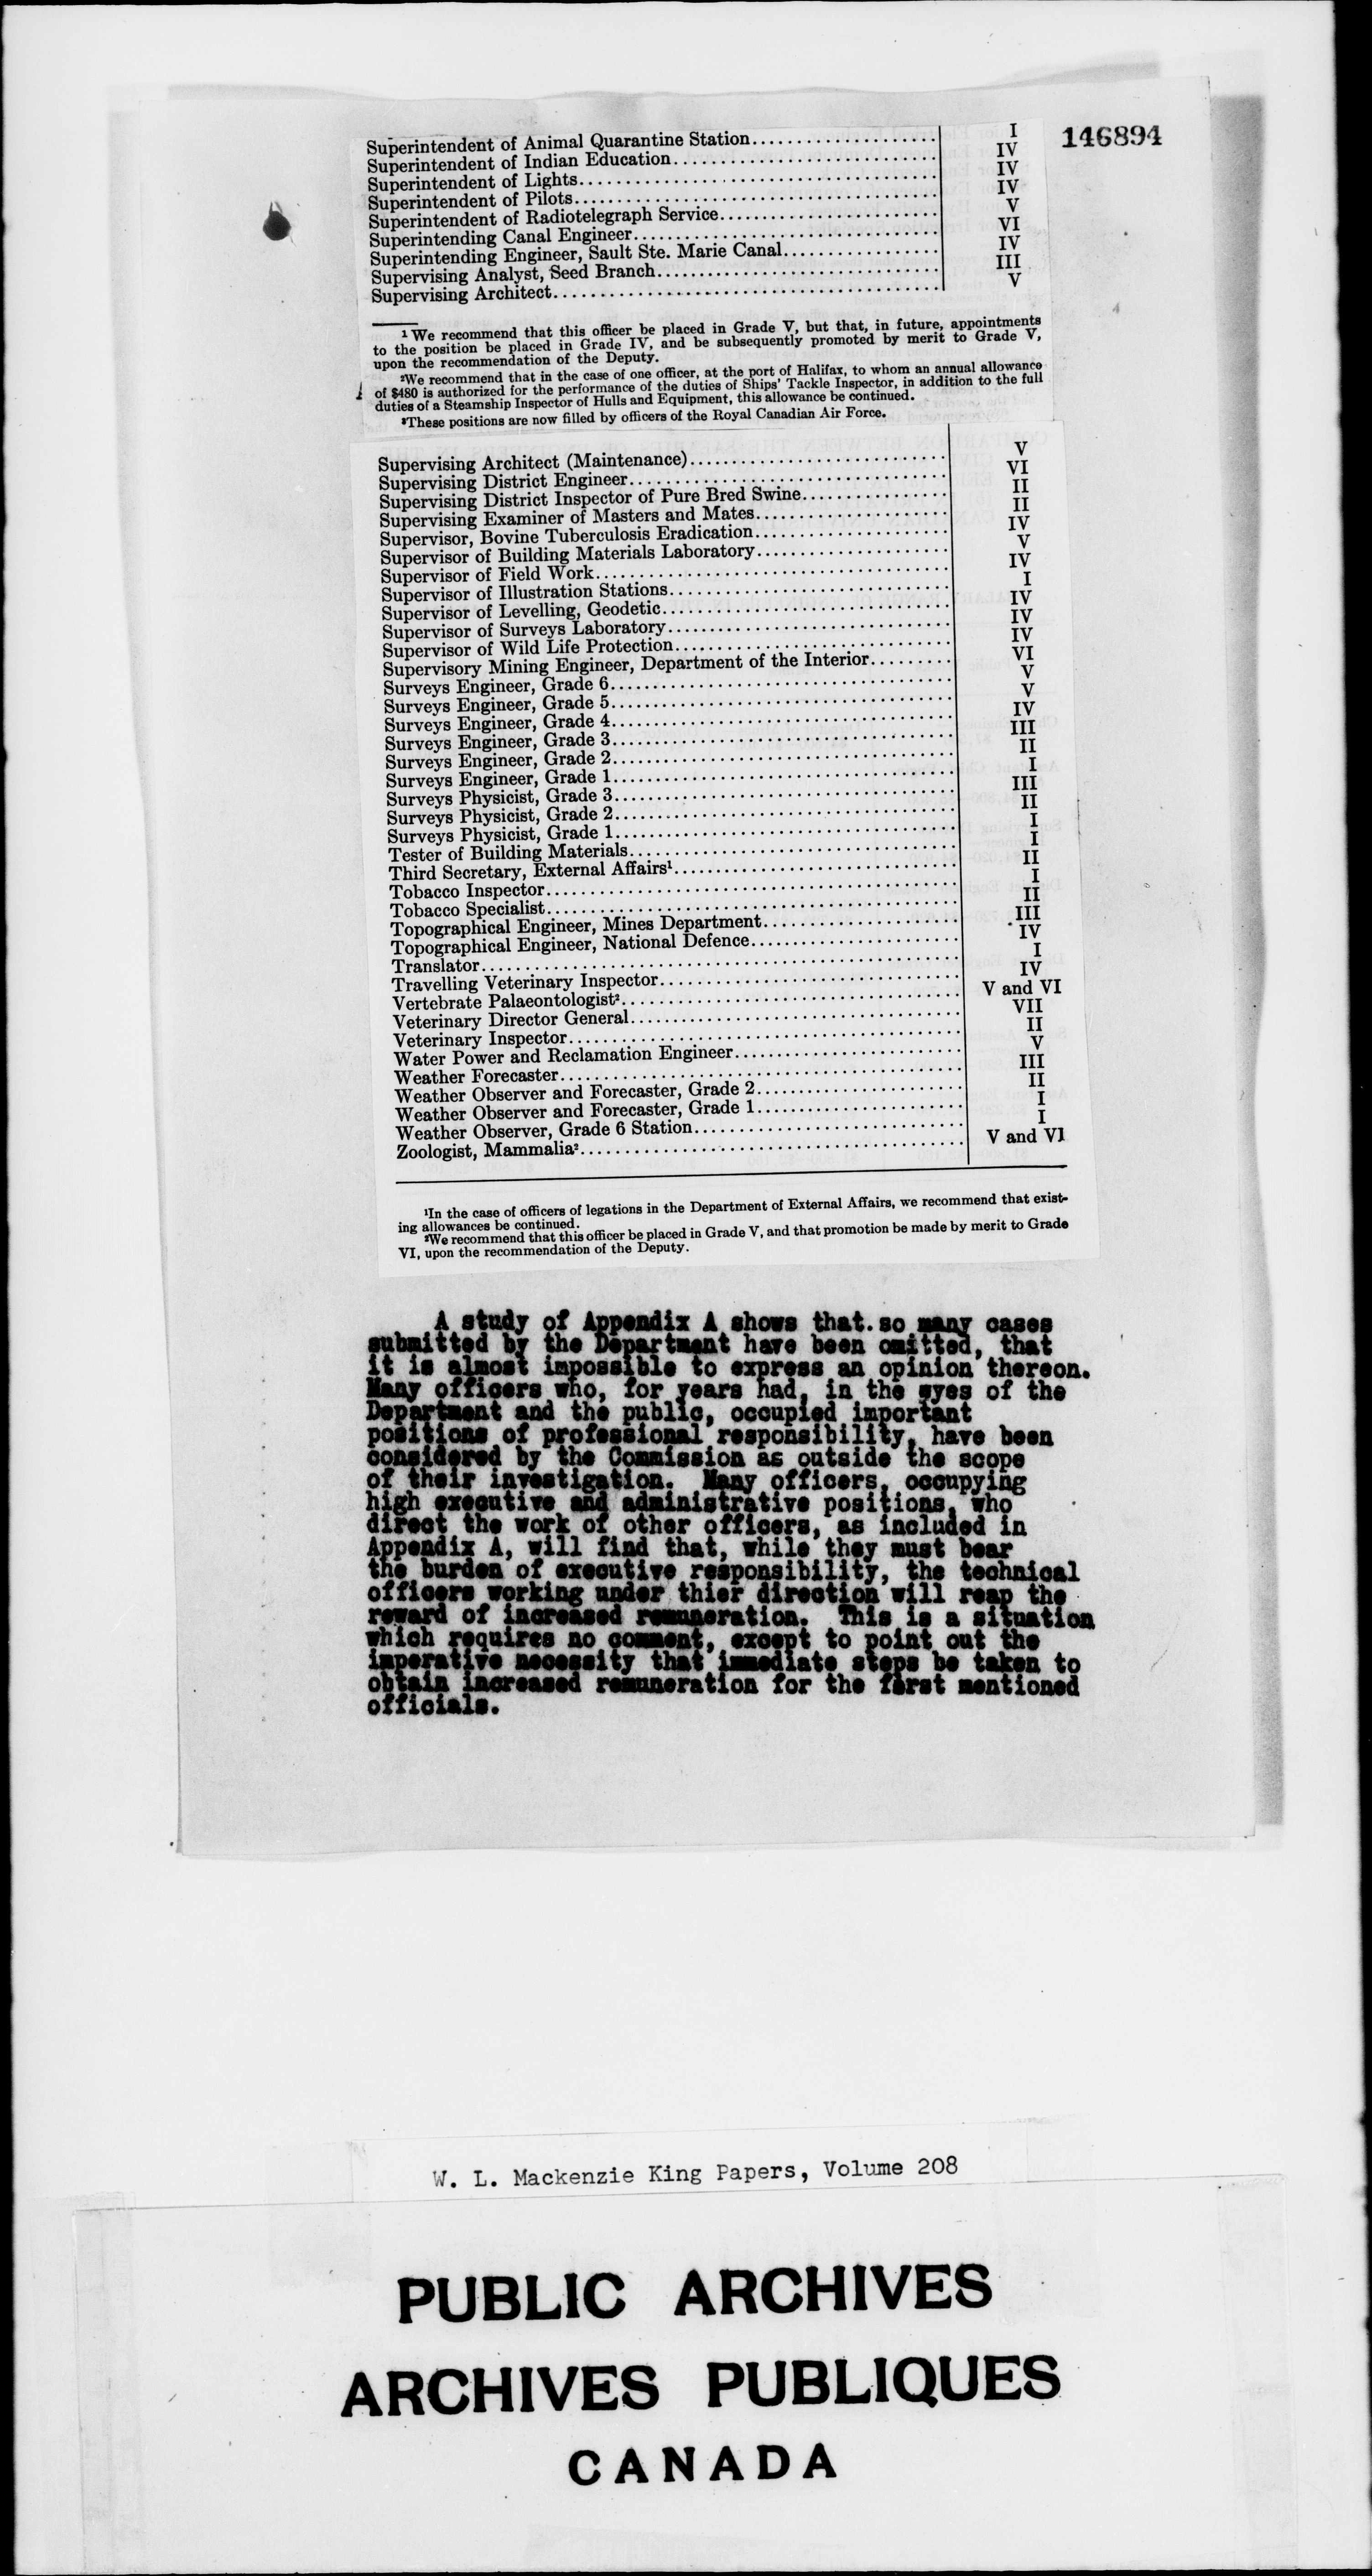 146894
Superintendent of Animal Quarantine Station.................... I
Superintendent of Indian Education.................... IV
Superintendent of Lights.................... IV
Superintendent of Pilots.................... IV
Superintendent of Radiotelegraph Service.................... V
Superintending Canal Engineer.................... VI
Superintending Engineer, Sault Ste. Marie Canal.................... IV
Supervising Analyst, Seed Branch.................... III
Supervising Architect.................... V
¹ We recommend that this officer be placed in Grade V, but that, in future, appointments
to the position be placed in Grade IV, and be subsequently promoted by merit to Grade V,
upon the recommendation of the Deputy.
²We recommend that in the case of one officer, at the port of Halifax, to whom an annual allowance
of $480 is authorized for the performance of the duties of Ships' Tackle Inspector, in addition to the full
duties of a Steamship Inspector of Hulls and Equipment, this allowance be continued.
³These positions are now filled by officers of the Royal Canadian Air Force.
Supervising Architect (Maintenance).................... V
Supervising District Engineer.................... VI
Supervising District Inspector of Pure Bred Swine.................... II
Supervising Examiner of Masters and Mates.................... II
Supervisor, Bovine Tuberculosis Eradication.................... IV
Supervisor of Building Materials Laboratory.................... V
Supervisor of Field Work.................... IV
Supervisor of Illustration Stations.................... I
Supervisor of Levelling, Geodetic.................... IV
Supervisor of Surveys Laboratory.................... IV
Supervisor of Wild Life Protection.................... IV
Supervisory Mining Engineer, Department of the Interior.................... VI
Surveys Engineer, Grade 6.................... V
Surveys Engineer, Grade 5.................... V
Surveys Engineer, Grade 4.................... IV
Surveys Engineer, Grade 3.................... III
Surveys Engineer, Grade 2.................... II
Surveys Engineer, Grade 1.................... I
Surveys Physicist, Grade 3.................... III
Surveys Physicist, Grade 2.................... II
Surveys Physicist, Grade 1.................... I
Tester of Building Materials.................... I
Third Secretary, External Affairs¹.................... II
Tobacco Inspector.................... I
Tobacco Specialist.................... II
Topographical Engineer, Mines Department.................... III
Topographical Engineer, National Defence.................... IV
Translator.................... I
Travelling Veterinary Inspector.................... IV
Vertebrate Palaeontologist².................... V and VI
Veterinary Director General.................... VII
Veterinary Inspector.................... II
Water Power and Reclamation Engineer.................... V
Weather Forecaster.................... III
Weather Observer and Forecaster, Grade 2.................... II
Weather Observer and Forecaster, Grade 1.................... I
Weather Observer, Grade 6 Station.................... I
Zoologist, Mammalia².................... V and VI
¹In the case of officers of legations in the Department of External Affairs, we recommend that exist-
ing allowances be continued.
²We recommend that this officer be placed in Grade V, and that promotion be made by merit to Grade
VI, upon the recommendation of the Deputy.
A study of Appendix A shows that so many cases
submitted by the Department have been omitted, that
it is almost impossible to express an opinion thereon.
Many officers who, for years had, in the eyes of the
Department and the public, occupied important
positions of professional responsibility, have been
considered by the Commission as outside the scope
of their investigation. Many officers, occupying
high executive and administrative positions, who
direct the work of other officers, as included in
Appendix A, will find that, while they must bear
the burden of executive responsibility, the technical
officers working under thier direction will reap the
reward of increased remuneration. This is a situation
which requires no comment, except to point out the
imperative necessity that immediate steps be taken to
obtain increased remuneration for the first mentioned
officials.
W. L. Mackenzie King Papers, Volume 208
PUBLIC ARCHIVES
ARCHIVES PUBLIQUES
CANADA